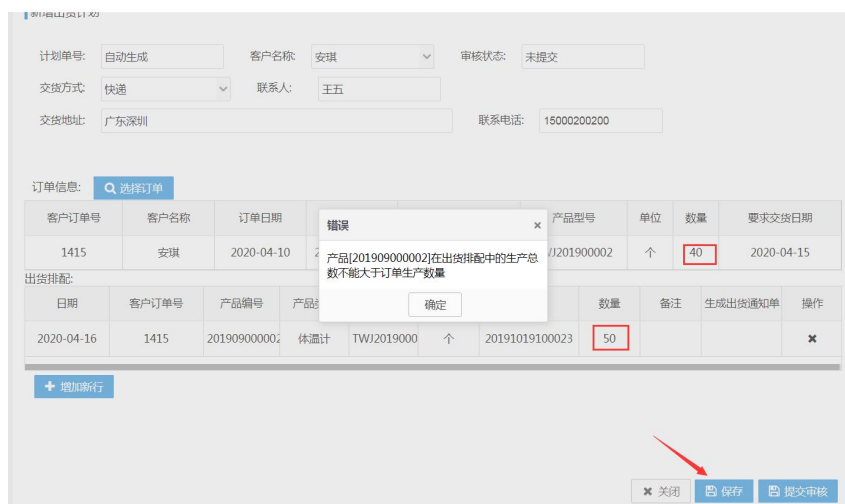 新增出货计划
计划单号: 自动生成 客户名称: 安琪 审核状态: 未提交
交货方式: 快递 联系人: 王五
交货地址: 广东深圳 联系电话: 15000200200
订单信息: 选择订单
客户订单号 客户名称 订单日期 产品型号 单位 数量 要求交货日期
1415 安琪 2020-04-10 2 /J201900002 个 40 2020-04-15
错误 ×
产品[201909000002]在出货排配中的生产总
数不能大于订单生产数量
确定
出货排配:
日期 客户订单号 产品编号 产品 数量 备注 生成出货通知单 操作
2020-04-16 1415 201909000002 体温计 TWJ2019000 个 20191019100023 50
增加新行
关闭 保存 提交审核